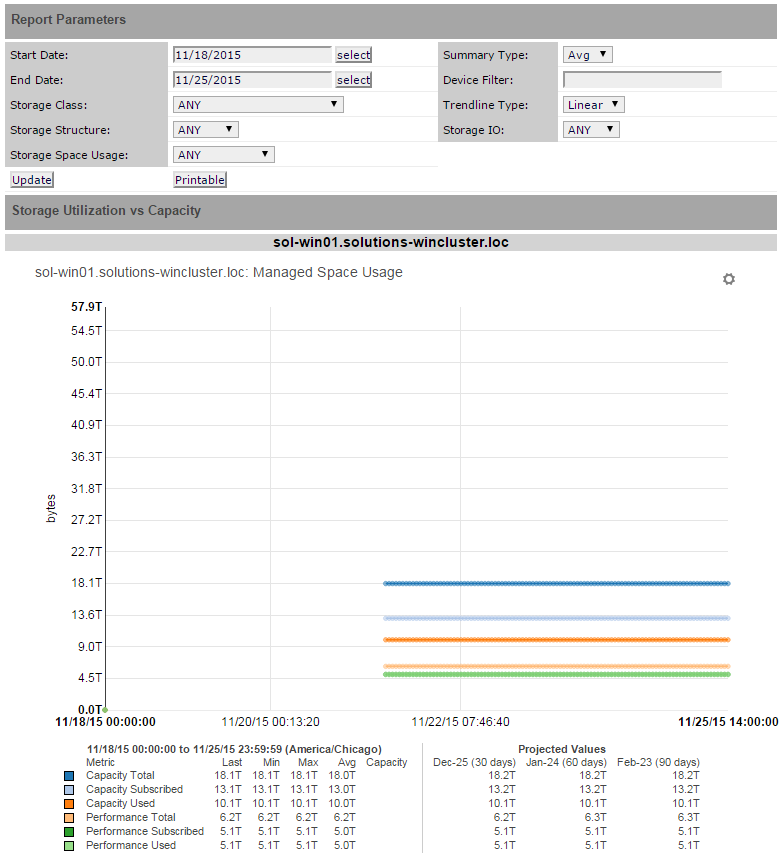 Report Parameters
Start Date: 11/18/2015 select Summary Type: Avg
End Date: 11/25/2015 select Device Filter:
Storage Class: ANY Trendline Type: Linear
Storage Structure: ANY Storage IO: ANY
Storage Space Usage: ANY
Update Printable
Storage Utilization vs Capacity
sol-win01.solutions-wincluster.loc
sol-win01.solutions-wincluster.loc: Managed Space Usage
57.9T
54.5T
50.0T
45.4T
40.9T
36.3T
31.8T
27.2T
22.7T
18.1T
13.6T
9.0T
4.5T
0.0T
bytes
11/18/15 00:00:00 11/20/15 00:13:20 11/22/15 07:46:40 11/25/15 14:00:00
11/18/15 00:00:00 to 11/25/15 23:59:59 (America/Chicago) Projected Values
Metric Last Min Max Avg Capacity Dec-25 (30 days) Jan-24 (60 days) Feb-23 (90 days)
Capacity Total 18.1T 18.1T 18.1T 18.0T 18.2T 18.2T 18.2T
Capacity Subscribed 13.1T 13.1T 13.1T 13.0T 13.2T 13.2T 13.2T
Capacity Used 10.1T 10.1T 10.1T 10.0T 10.1T 10.1T 10.1T
Performance Total 6.2T 6.2T 6.2T 6.2T 6.2T 6.3T 6.3T
Performance Subscribed 5.1T 5.1T 5.1T 5.0T 5.1T 5.1T 5.1T
Performance Used 5.1T 5.1T 5.1T 5.0T 5.1T 5.1T 5.1T